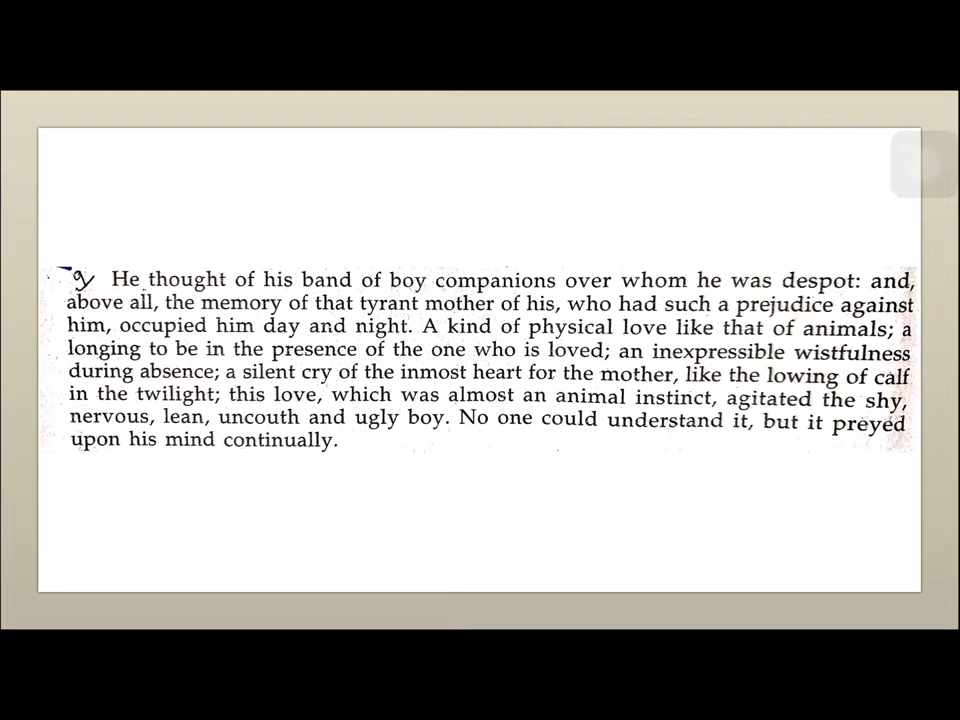 9/ He thought of his band of boy companions over whom he was despot: and,
above all, the memory of that tyrant mother of his, who had such a prejudice against
him, occupied him day and night. A kind of physical love like that of animals; a
longing to be in the presence of the one who is loved; an inexpressible wistfulness
during absence; a silent cry of the inmost heart for the mother, like the lowing of calf
in the twilight; this love, which was almost an animal instinct, agitated the shy,
nervous, lean, uncouth and ugly boy. No one could understand it, but it preyed
upon his mind continually.